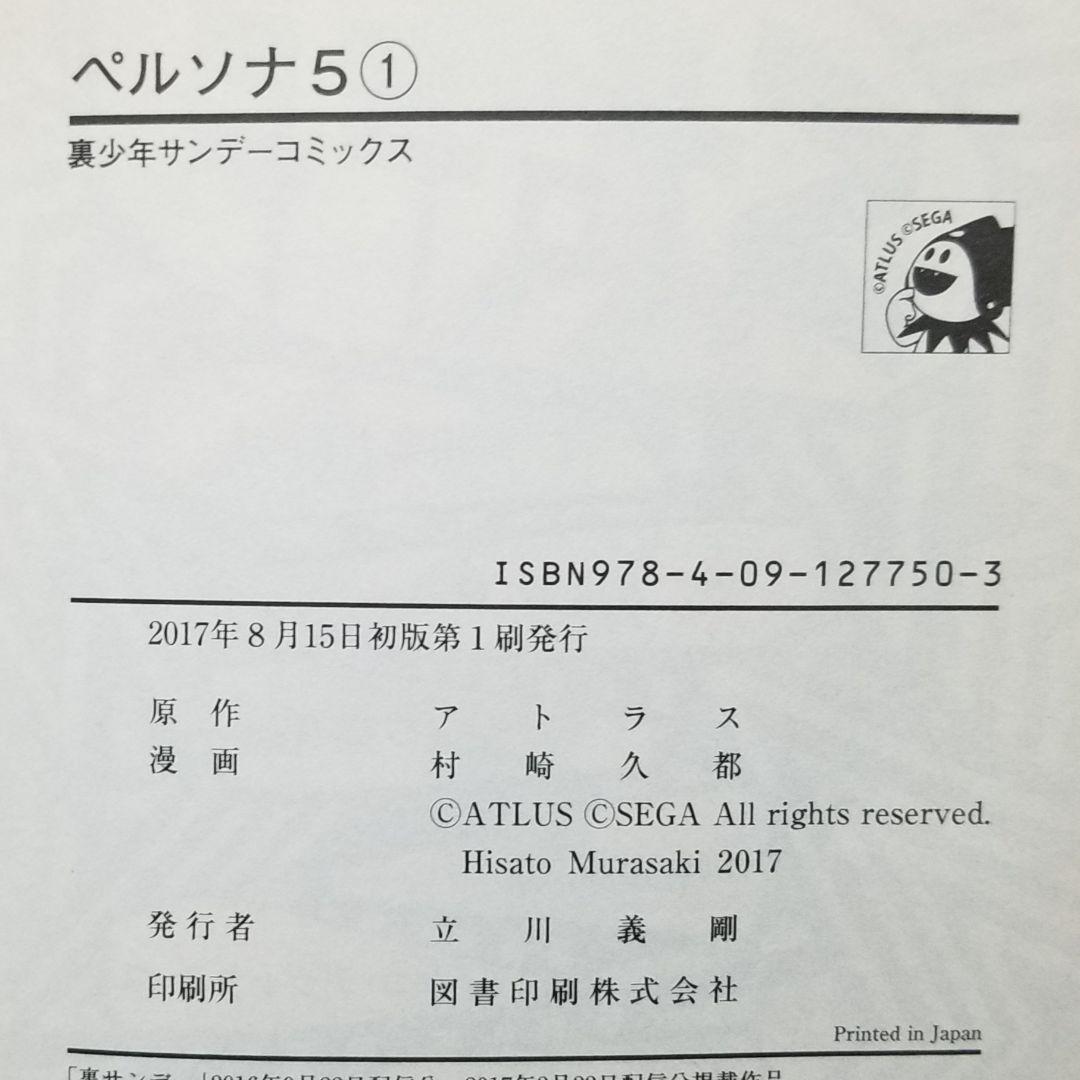 ペルソナ5①
裏少年サンデーコミックス
©ATLUS ©SEGA
ISBN978-4-09-127750-3
2017年8月15日初版第1刷発行
原作 アトラス
漫画 村崎久都
©ATLUS ©SEGA All rights reserved.
Hisato Murasaki 2017
発行者 立川義剛
印刷所 図書印刷株式会社
Printed in Japan